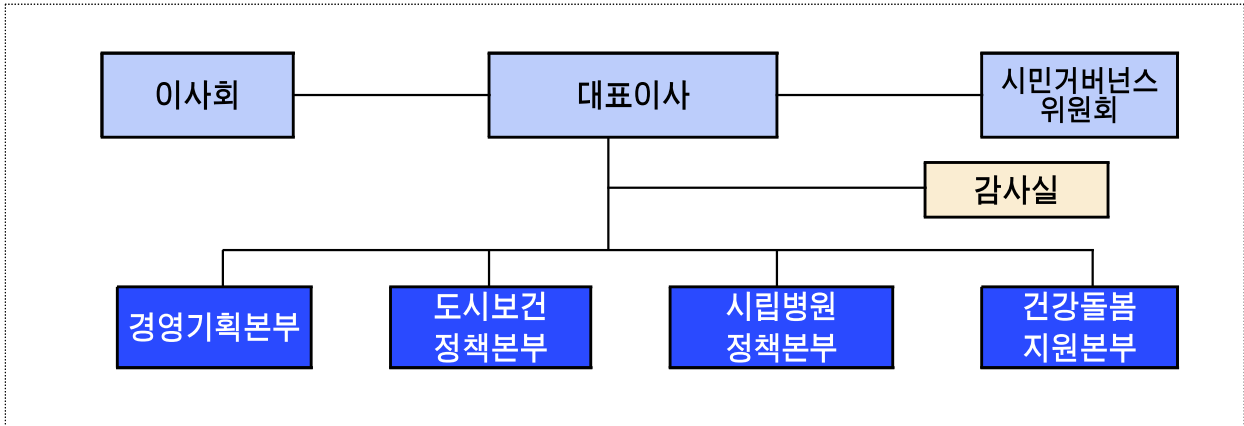 이사회
대표이사
시민거버넌스
위원회
감사실
경영기획본부
도시보건
정책본부
시립병원
정책본부
건강돌봄
지원본부